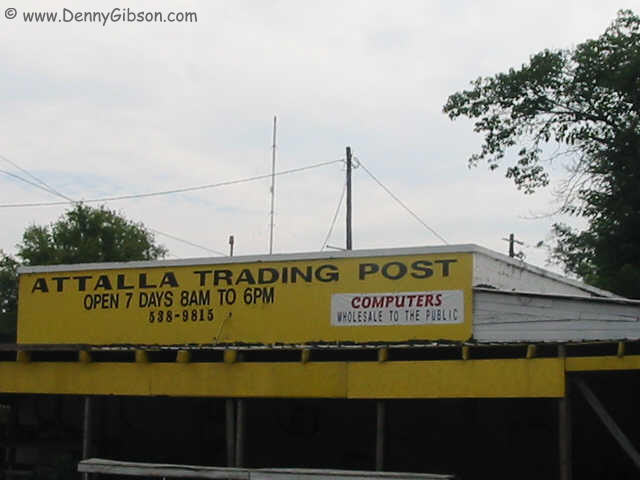 © www.DennyGibson.com
ATTALLA TRADING POST
OPEN 7 DAYS 8AM TO 6PM
538-9815
COMPUTERS
WHOLESALE TO THE PUBLIC